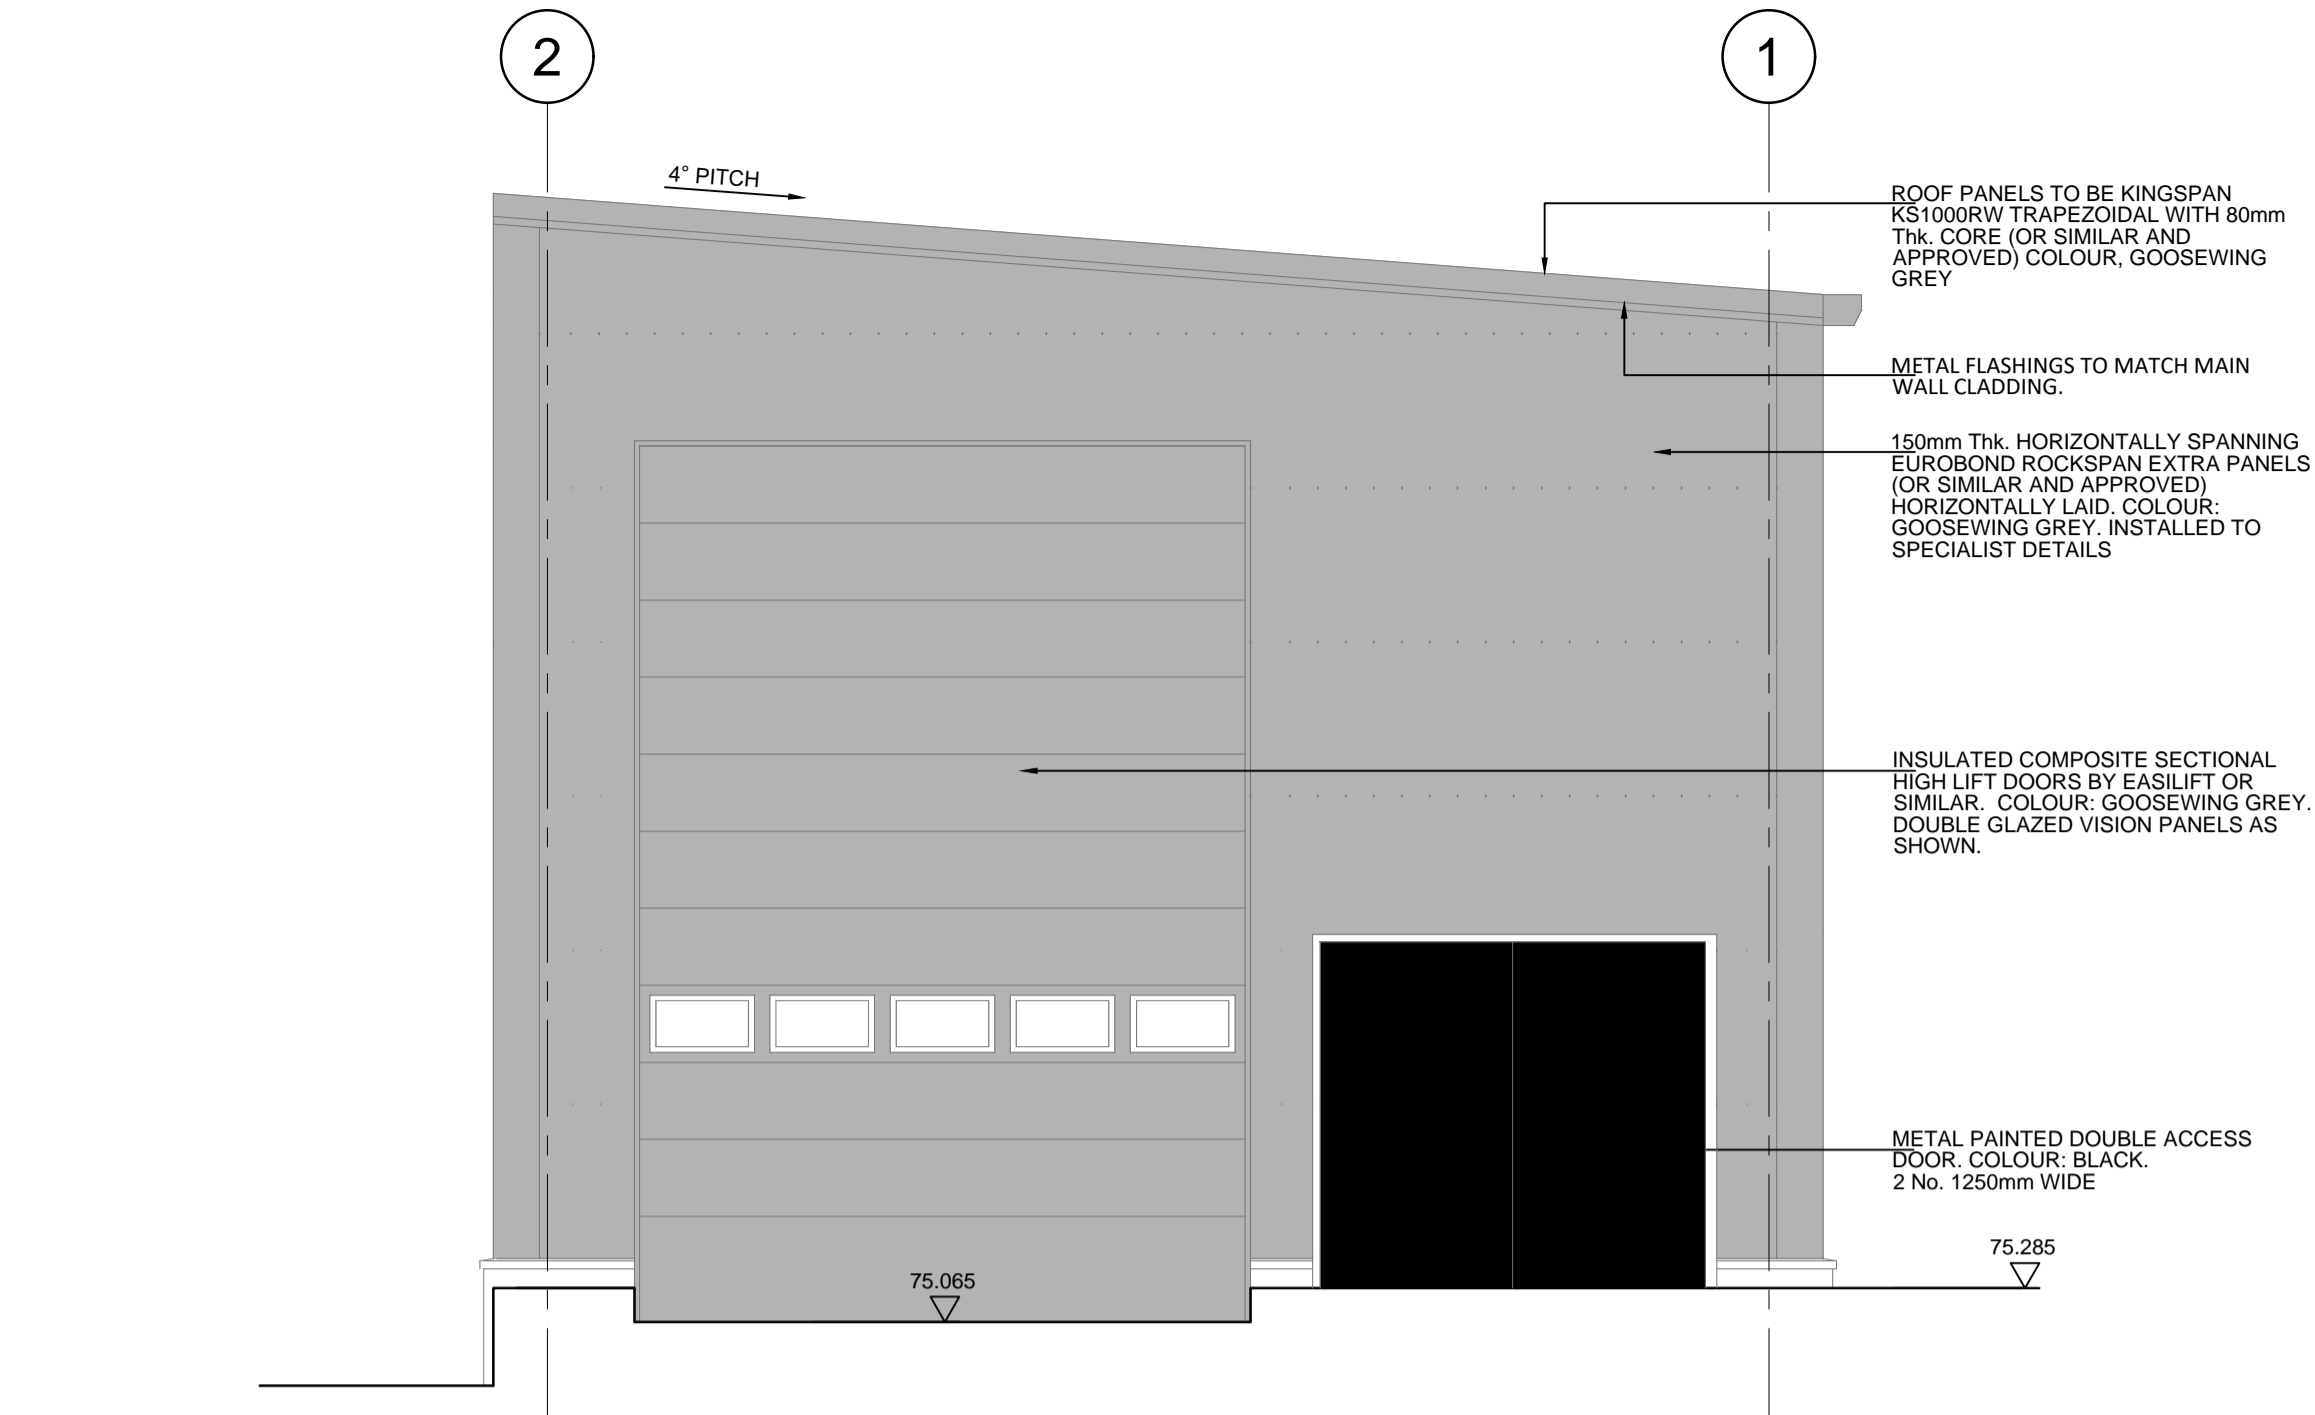 2
1
4° PITCH
ROOF PANELS TO BE KINGSPAN
KS1000RW TRAPEZOIDAL WITH 80mm
Thk. CORE (OR SIMILAR AND
APPROVED) COLOUR, GOOSEWING
GREY
METAL FLASHINGS TO MATCH MAIN
WALL CLADDING.
150mm Thk. HORIZONTALLY SPANNING
EUROBOND ROCKSPAN EXTRA PANELS
(OR SIMILAR AND APPROVED)
HORIZONTALLY LAID. COLOUR:
GOOSEWING GREY. INSTALLED TO
SPECIALIST DETAILS
INSULATED COMPOSITE SECTIONAL
HIGH LIFT DOORS BY EASILIFT OR
SIMILAR.  COLOUR: GOOSEWING GREY.
DOUBLE GLAZED VISION PANELS AS
SHOWN.
METAL PAINTED DOUBLE ACCESS
DOOR. COLOUR: BLACK.
2 No. 1250mm WIDE
75.285
75.065